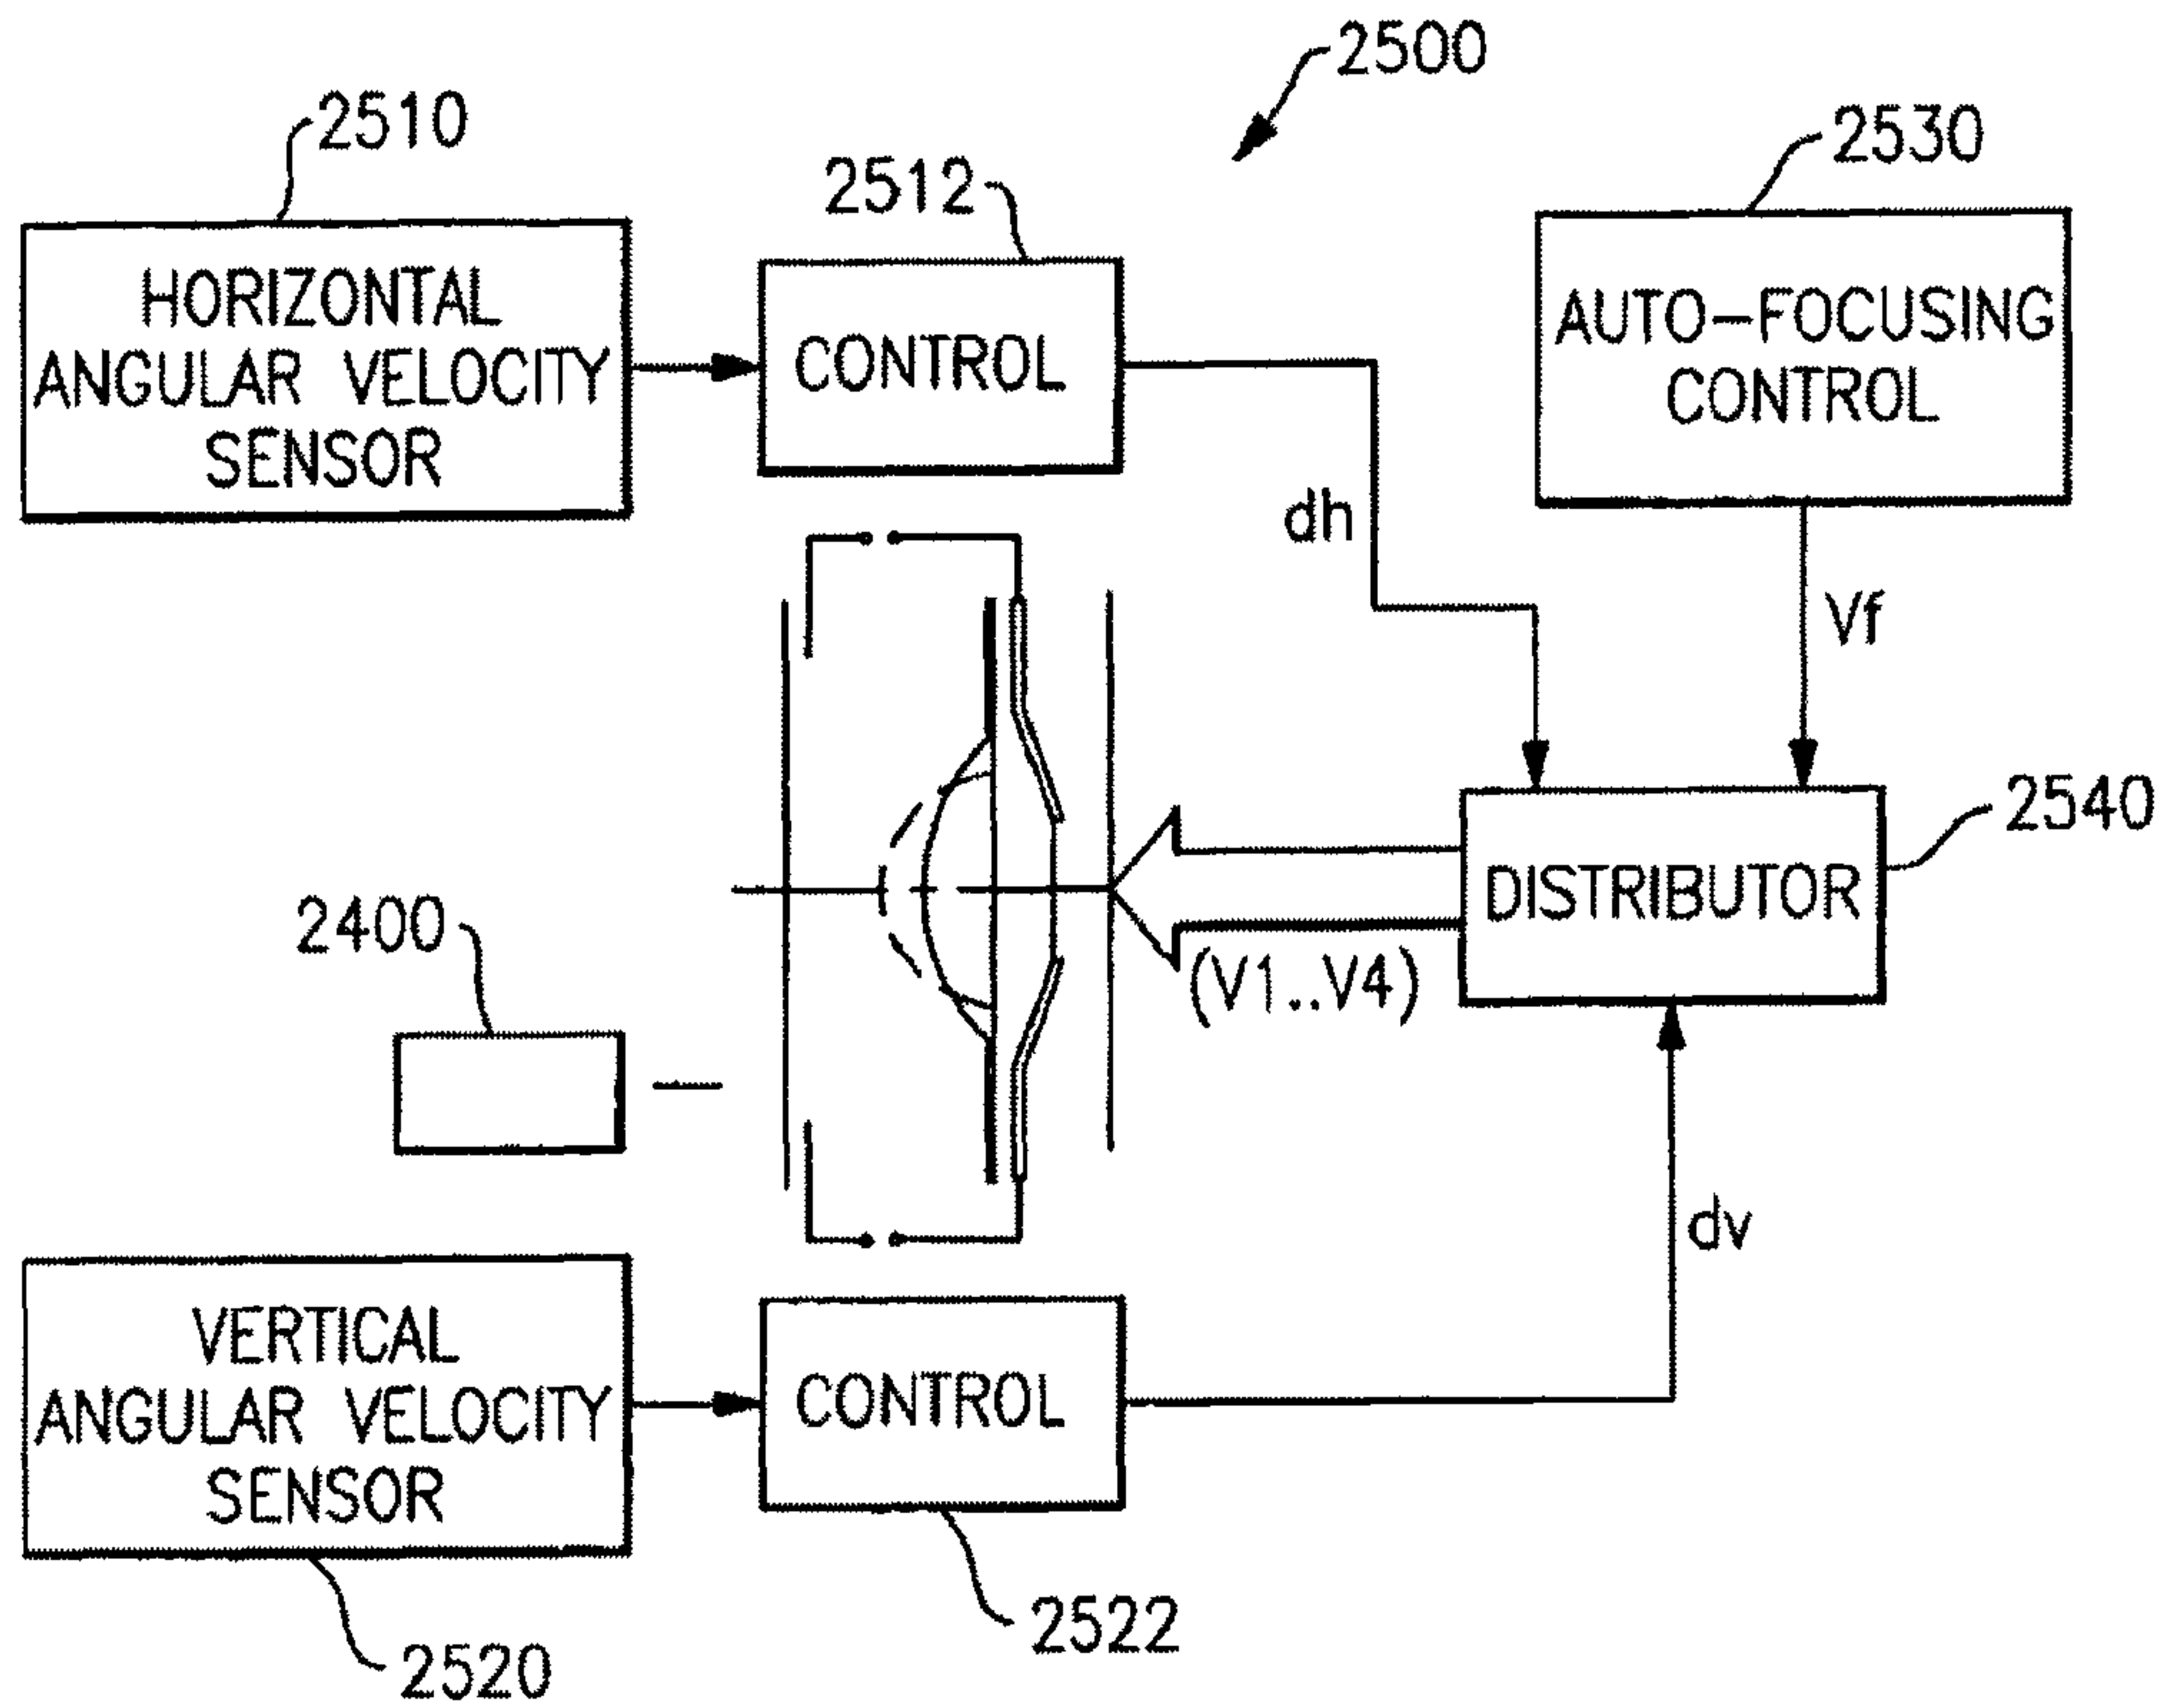 2500
2510
2512
2530
HORIZONTAL
ANGULAR VELOCITY
SENSOR
CONTROL
AUTO-FOCUSING
CONTROL
dh
Vf
2540
DISTRIBUTOR
(V1..V4)
2400
dv
VERTICAL
ANGULAR VELOCITY
SENSOR
CONTROL
2522
2520